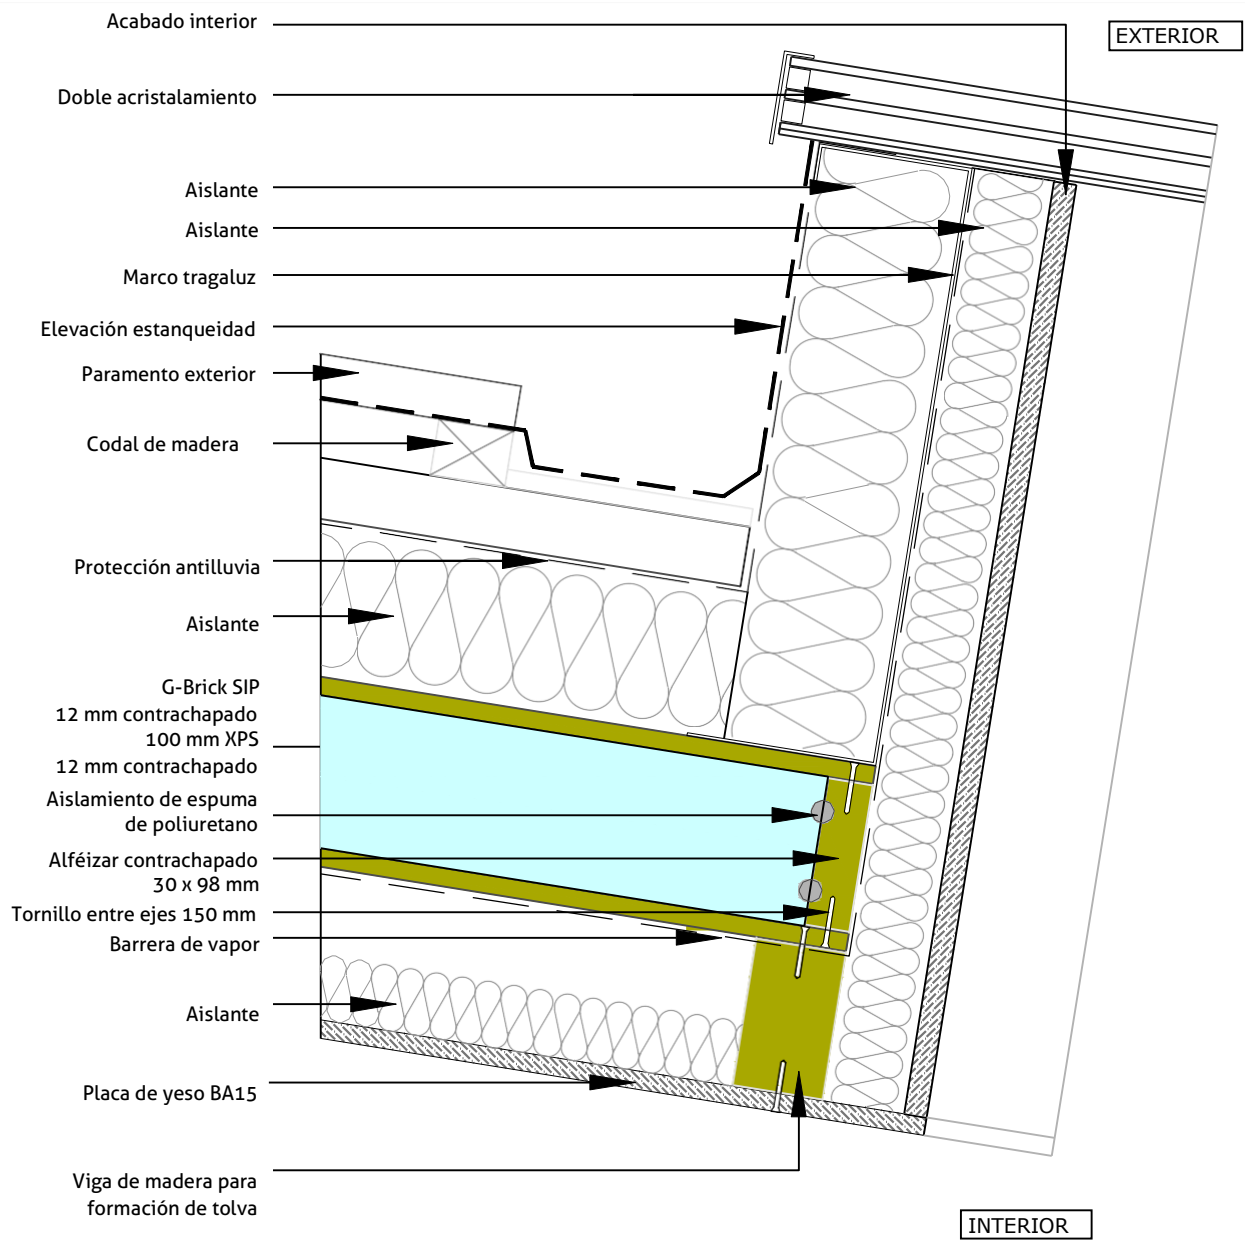 Acabado interior
EXTERIOR
Doble acristalamiento
Aislante
Aislante
Marco tragaluz
Elevación estanqueidad
Paramento exterior
Codal de madera
Protección antilluvia
Aislante
G-Brick SIP
12 mm contrachapado
100 mm XPS
12 mm contrachapado
Aislamiento de espuma
de poliuretano
Alféizar contrachapado
30 x 98 mm
Tornillo entre ejes 150 mm
Barrera de vapor
Aislante
Placa de yeso BA15
Viga de madera para
formación de tolva
INTERIOR